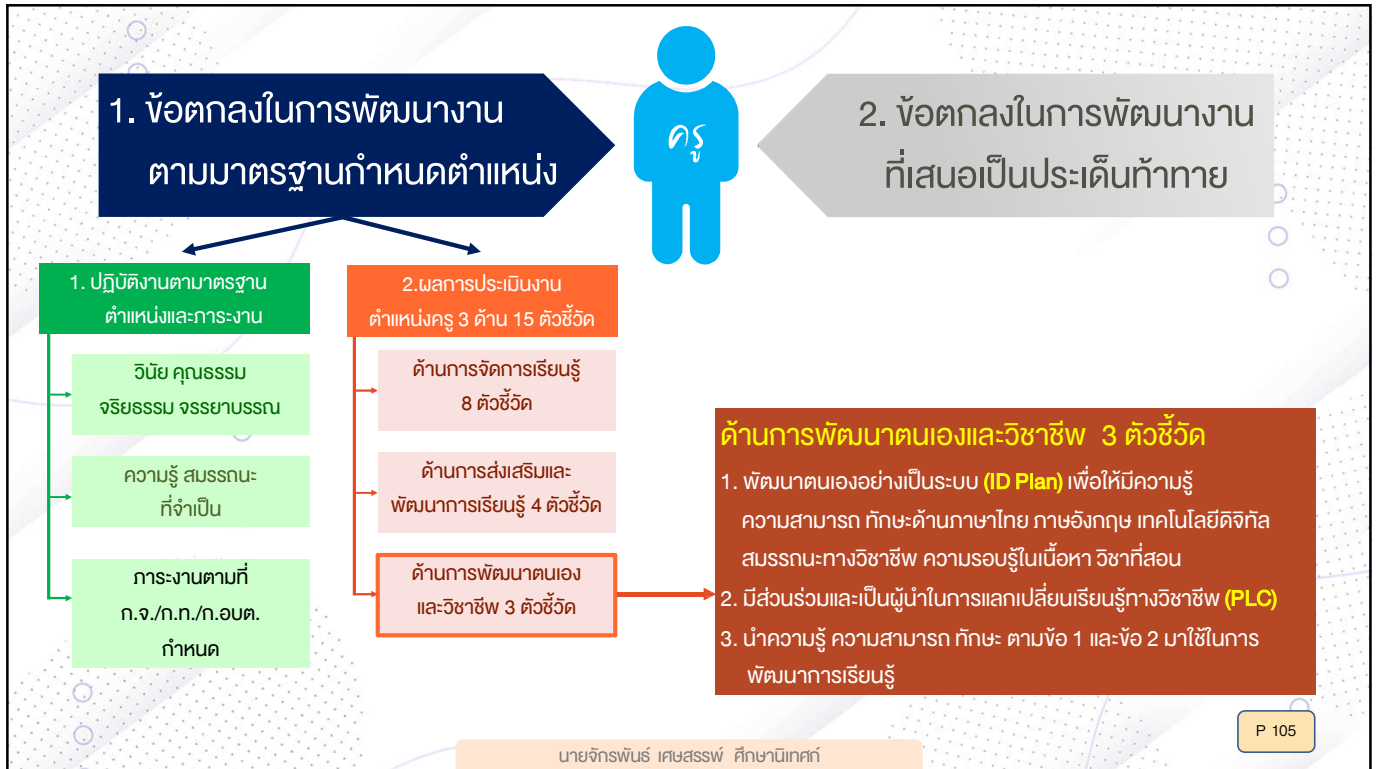 1. ข้อตกลงในการพัฒนางาน
ตามมาตรฐานกำหนดตำแหน่ง
ครู
2. ข้อตกลงในการพัฒนางาน
ที่เสนอเป็นประเด็นท้าทาย
1. ปฏิบัติงานตามาตรฐาน
ตำแหน่งและภาระงาน
วินัย คุณธรรม
จริยธรรม จรรยาบรรณ
ความรู้ สมรรถนะ
ที่จำเป็น
ภาระงานตามที่
ก.จ./ก.ท./ก.อบต.
กำหนด
2.ผลการประเมินงาน
ตำแหน่งครู 3 ด้าน 15 ตัวชี้วัด
ด้านการจัดการเรียนรู้
8 ตัวชี้วัด
ด้านการส่งเสริมและ
พัฒนาการเรียนรู้ 4 ตัวชี้วัด
ด้านการพัฒนาตนเอง
และวิชาชีพ 3 ตัวชี้วัด
ด้านการพัฒนาตนเองและวิชาชีพ 3 ตัวชี้วัด
1. พัฒนาตนเองอย่างเป็นระบบ (ID Plan) เพื่อให้มีความรู้
ความสามารถ ทักษะด้านภาษาไทย ภาษาอังกฤษ เทคโนโลยีดิจิทัล
สมรรถนะทางวิชาชีพ ความรอบรู้ในเนื้อหา วิชาที่สอน
2. มีส่วนร่วมและเป็นผู้นำในการแลกเปลี่ยนเรียนรู้ทางวิชาชีพ (PLC)
3. นำความรู้ ความสามารถ ทักษะ ตามข้อ 1 และข้อ 2 มาใช้ในการ
พัฒนาการเรียนรู้
P 105
นายจักรพันธ์ เศษสรรพ์ ศึกษานิเทศก์